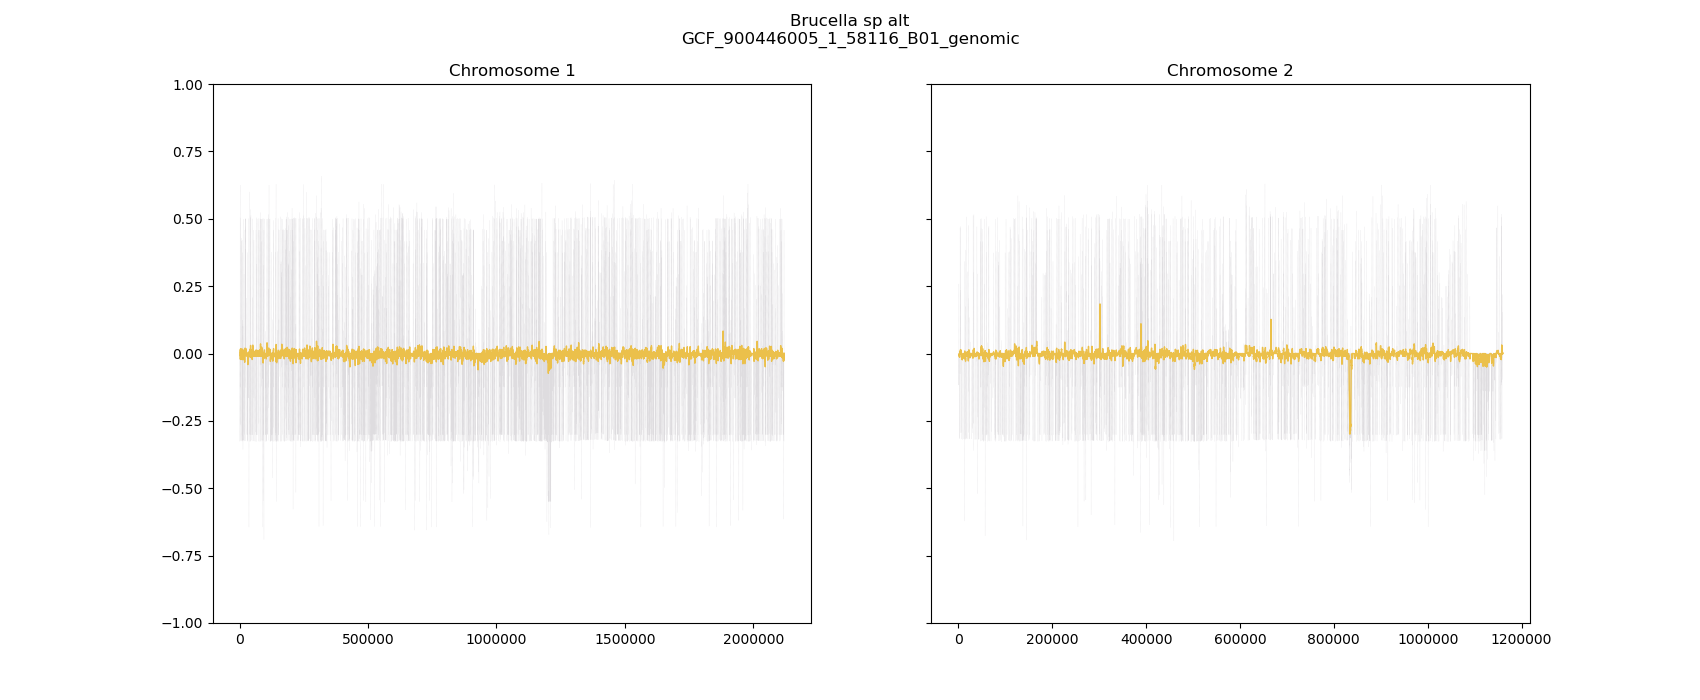 Brucella sp alt
GCF_900446005_1_58116_B01_genomic
Chromosome 1
Chromosome 2
1.00
0.75
0.50
0.25
0.00
−0.25
−0.50
−0.75
−1.00
0 500000 1000000 1500000 2000000
0 200000 400000 600000 800000 1000000 1200000